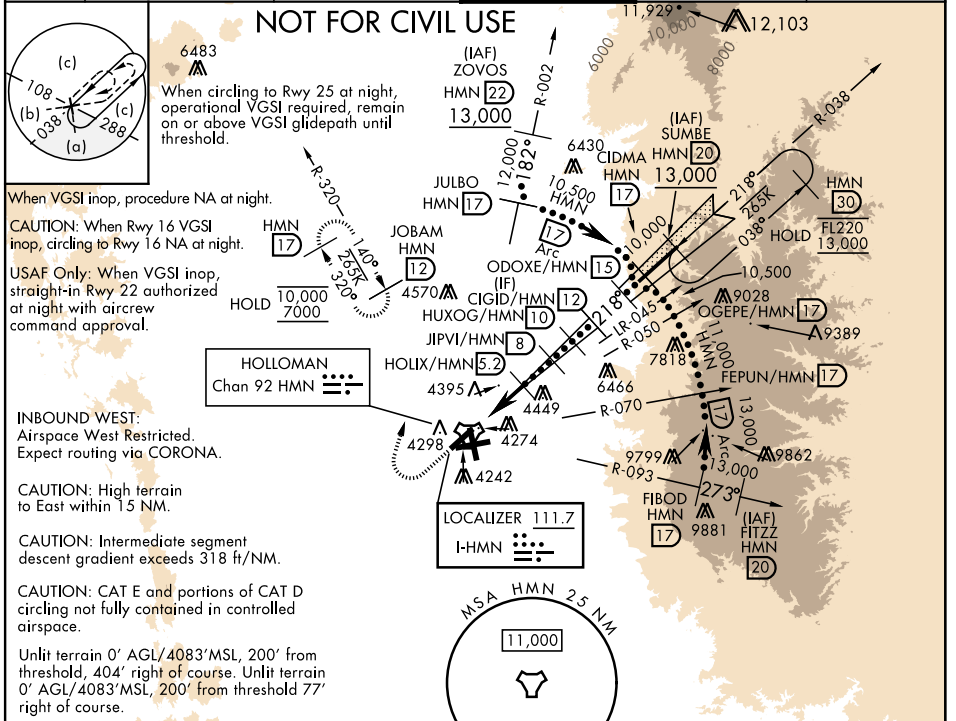 NOT FOR CIVIL USE
11,929
10,000
12,103
6000
8000
6483
(c)
108
(b)
038
(c)
288
(a)
When circling to Rwy 25 at night,
operational VGSI required, remain
on or above VGSI glidepath until
threshold.
(IAF)
ZOVOS
HMN 22
13,000
R-002
12,000
182°
6430
10,500
HMN
17
Arc
CIDMA
HMN
17
(IAF)
SUMBE
HMN 20
13,000
R-038
218°
265K
038°
HMN
30
HOLD FL220
13,000
When VGSI inop, procedure NA at night.
CAUTION: When Rwy 16 VGSI
inop, circling to Rwy 16 NA at night.
USAF Only: When VGSI inop,
straight-in Rwy 22 authorized
at night with aircrew
command approval.
R-320
HMN
17
140°
265K
320°
HOLD 10,000
7000
JOBAM
HMN
12
4570
JULBO
HMN 17
10,000
ODOXE/HMN 15
(IF)
CIGID/HMN 12
HUXOG/HMN 10
JIPVI/HMN 8
HOLIX/HMN 5.2
218°
LR-045
R-050
10,500
9028
OGEPE/HMN 17
9389
7818
11,000
HMN
17
Arc
FEPUN/HMN 17
13,000
6466
4395
4449
R-070
HOLLOMAN
Chan 92 HMN
4298
4274
4242
9799
9862
R-093
13,000
273°
FIBOD
HMN
17
9881
(IAF)
FITZZ
HMN
20
INBOUND WEST:
Airspace West Restricted.
Expect routing via CORONA.
CAUTION: High terrain
to East within 15 NM.
CAUTION: Intermediate segment
descent gradient exceeds 318 ft/NM.
CAUTION: CAT E and portions of CAT D
circling not fully contained in controlled
airspace.
Unlit terrain 0' AGL/4083'MSL, 200' from
threshold, 404' right of course. Unlit terrain
0' AGL/4083'MSL, 200' from threshold 77'
right of course.
LOCALIZER 111.7
I-HMN
MSA HMN 25 NM
11,000